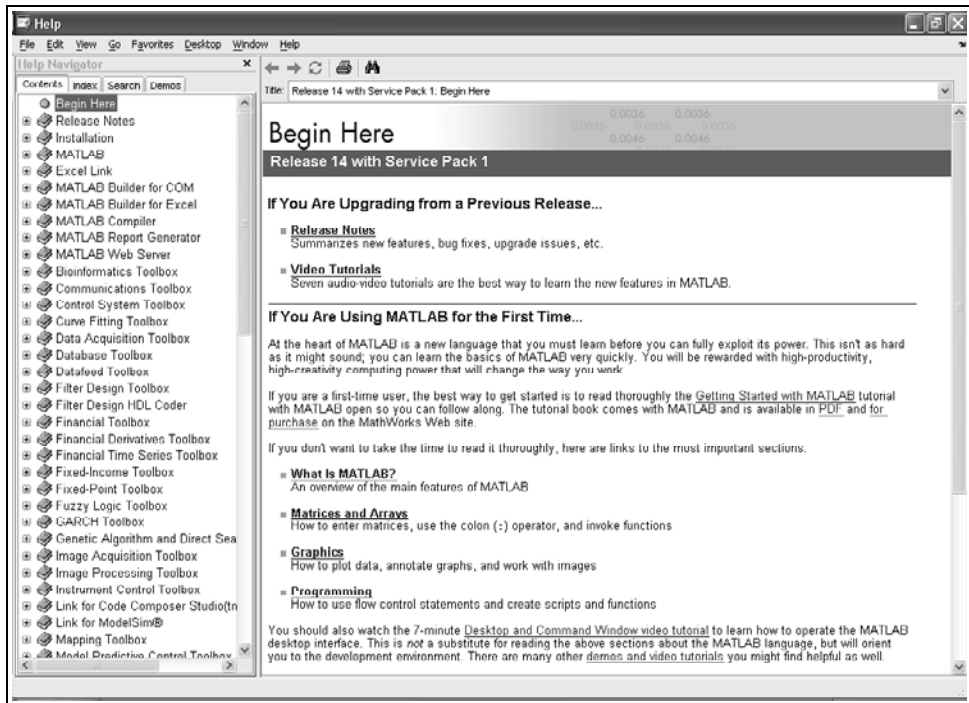 Help
File Edit View Go Favorites Desktop Window Help
Help Navigator
Contents Index Search Demos
Begin Here
Release Notes
Installation
MATLAB
Excel Link
MATLAB Builder for COM
MATLAB Builder for Excel
MATLAB Compiler
MATLAB Report Generator
MATLAB Web Server
Bioinformatics Toolbox
Communications Toolbox
Control System Toolbox
Curve Fitting Toolbox
Data Acquisition Toolbox
Database Toolbox
Datafeed Toolbox
Filter Design Toolbox
Filter Design HDL Coder
Financial Toolbox
Financial Derivatives Toolbox
Financial Time Series Toolbox
Fixed-Income Toolbox
Fixed-Point Toolbox
Fuzzy Logic Toolbox
GARCH Toolbox
Genetic Algorithm and Direct Sea
Image Acquisition Toolbox
Image Processing Toolbox
Instrument Control Toolbox
Link for Code Composer Studio(tn
Link for ModelSim®
Mapping Toolbox
Model Predictive Control Toolbox
Title: Release 14 with Service Pack 1: Begin Here
0.0036 0.0036
0.0036 0.0036 0.0036
0.0046 0.0046
Begin Here
Release 14 with Service Pack 1
If You Are Upgrading from a Previous Release...
Release Notes
Summarizes new features, bug fixes, upgrade issues, etc.
Video Tutorials
Seven audio-video tutorials are the best way to learn the new features in MATLAB.
If You Are Using MATLAB for the First Time...
At the heart of MATLAB is a new language that you must learn before you can fully exploit its power. This isn't as hard
as it might sound; you can learn the basics of MATLAB very quickly. You will be rewarded with high-productivity,
high-creativity computing power that will change the way you work
If you are a first-time user, the best way to get started is to read thoroughly the Getting Started with MATLAB tutorial
with MATLAB open so you can follow along. The tutorial book comes with MATLAB and is available in PDF and for
purchase on the MathWorks Web site.
If you don't want to take the time to read it thoroughly, here are links to the most important sections.
What Is MATLAB?
An overview of the main features of MATLAB
Matrices and Arrays
How to enter matrices, use the colon (:) operator, and invoke functions
Graphics
How to plot data, annotate graphs, and work with images
Programming
How to use flow control statements and create scripts and functions
You should also watch the 7-minute Desktop and Command Window video tutorial to learn how to operate the MATLAB
desktop interface. This is not a substitute for reading the above sections about the MATLAB language, but will orient
you to the development environment. There are many other demos and video tutorials you might find helpful as well.